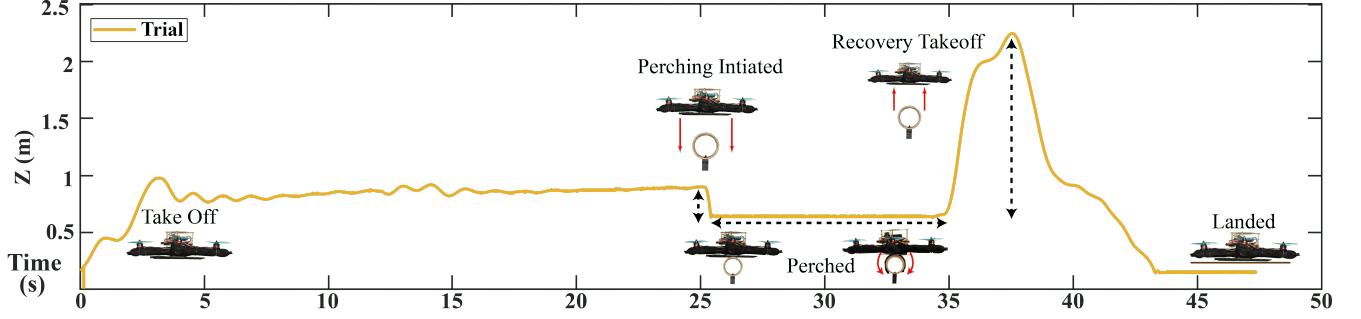 2.5
Trial
2
1.5
1
0.5
Z (m)
Time
(s)
Take Off
Perching Intiated
Recovery Takeoff
Perched
Landed
0
5
10
15
20
25
30
35
40
45
50